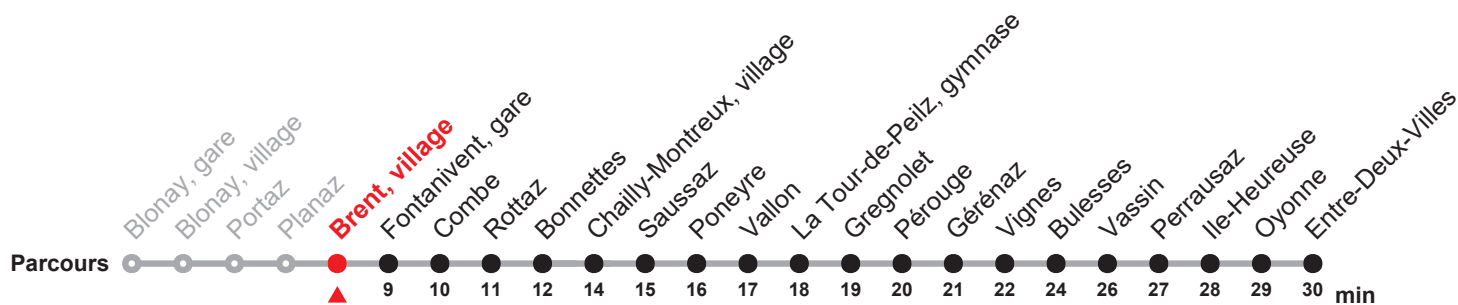 Parcours
Blonay, gare
Blonay, village
Portaz
Planaz
Brent, village
Fontanivent, gare
Combe
Rottaz
Bonnettes
Chailly-Montreux, village
Saussaz
Poneyre
Vallon
La Tour-de-Peilz, gymnase
Gregnolet
Pérouge
Gérénaz
Vignes
Bulesses
Vassin
Perrausaz
Ile-Heureuse
Oyonne
Entre-Deux-Villes
9 10 11 12 14 15 16 17 18 19 20 21 22 24 26 27 28 29 30 min